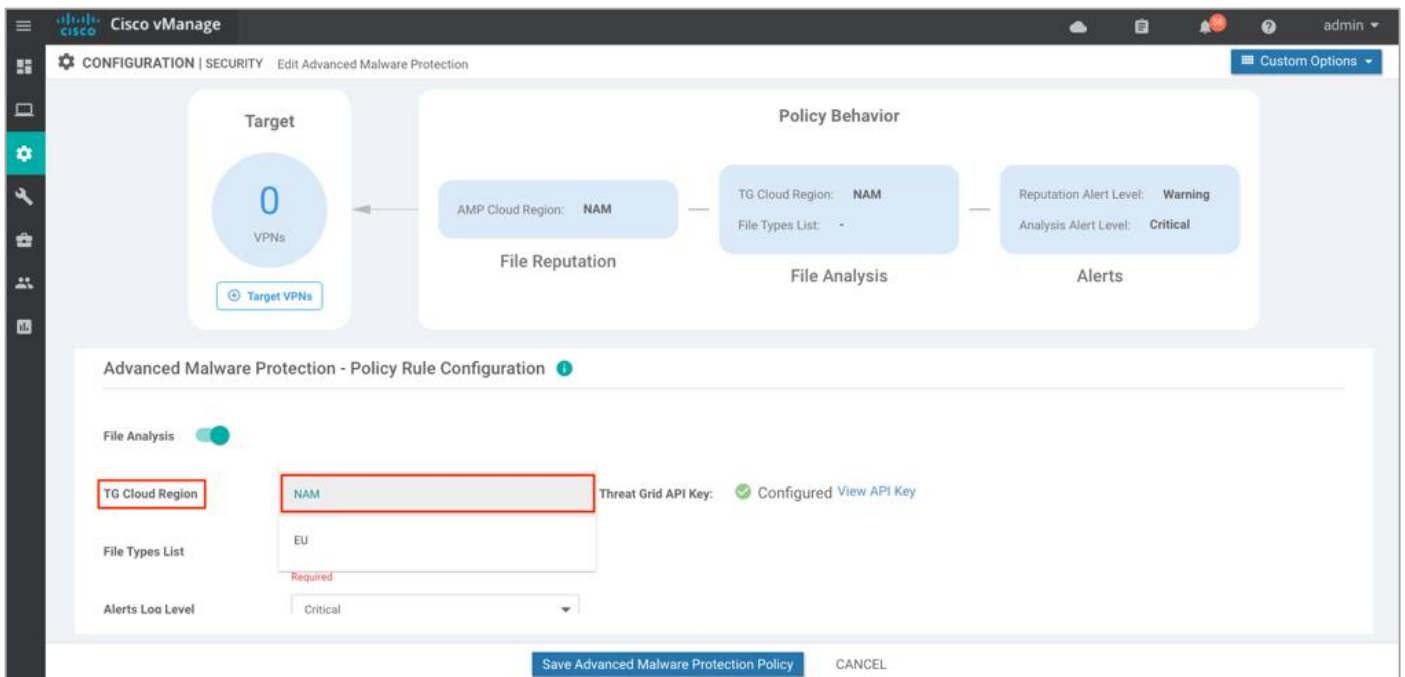 cisco Cisco vManage
58
admin
CONFIGURATION | SECURITY Edit Advanced Malware Protection
Custom Options
Target
Policy Behavior
0
VPNs
Target VPNs
AMP Cloud Region: NAM
File Reputation
TG Cloud Region: NAM
File Types List: -
File Analysis
Reputation Alert Level: Warning
Analysis Alert Level: Critical
Alerts
Advanced Malware Protection - Policy Rule Configuration
File Analysis
TG Cloud Region NAM Threat Grid API Key: Configured View API Key
EU
File Types List
Required
Alerts Log Level Critical
Save Advanced Malware Protection Policy CANCEL